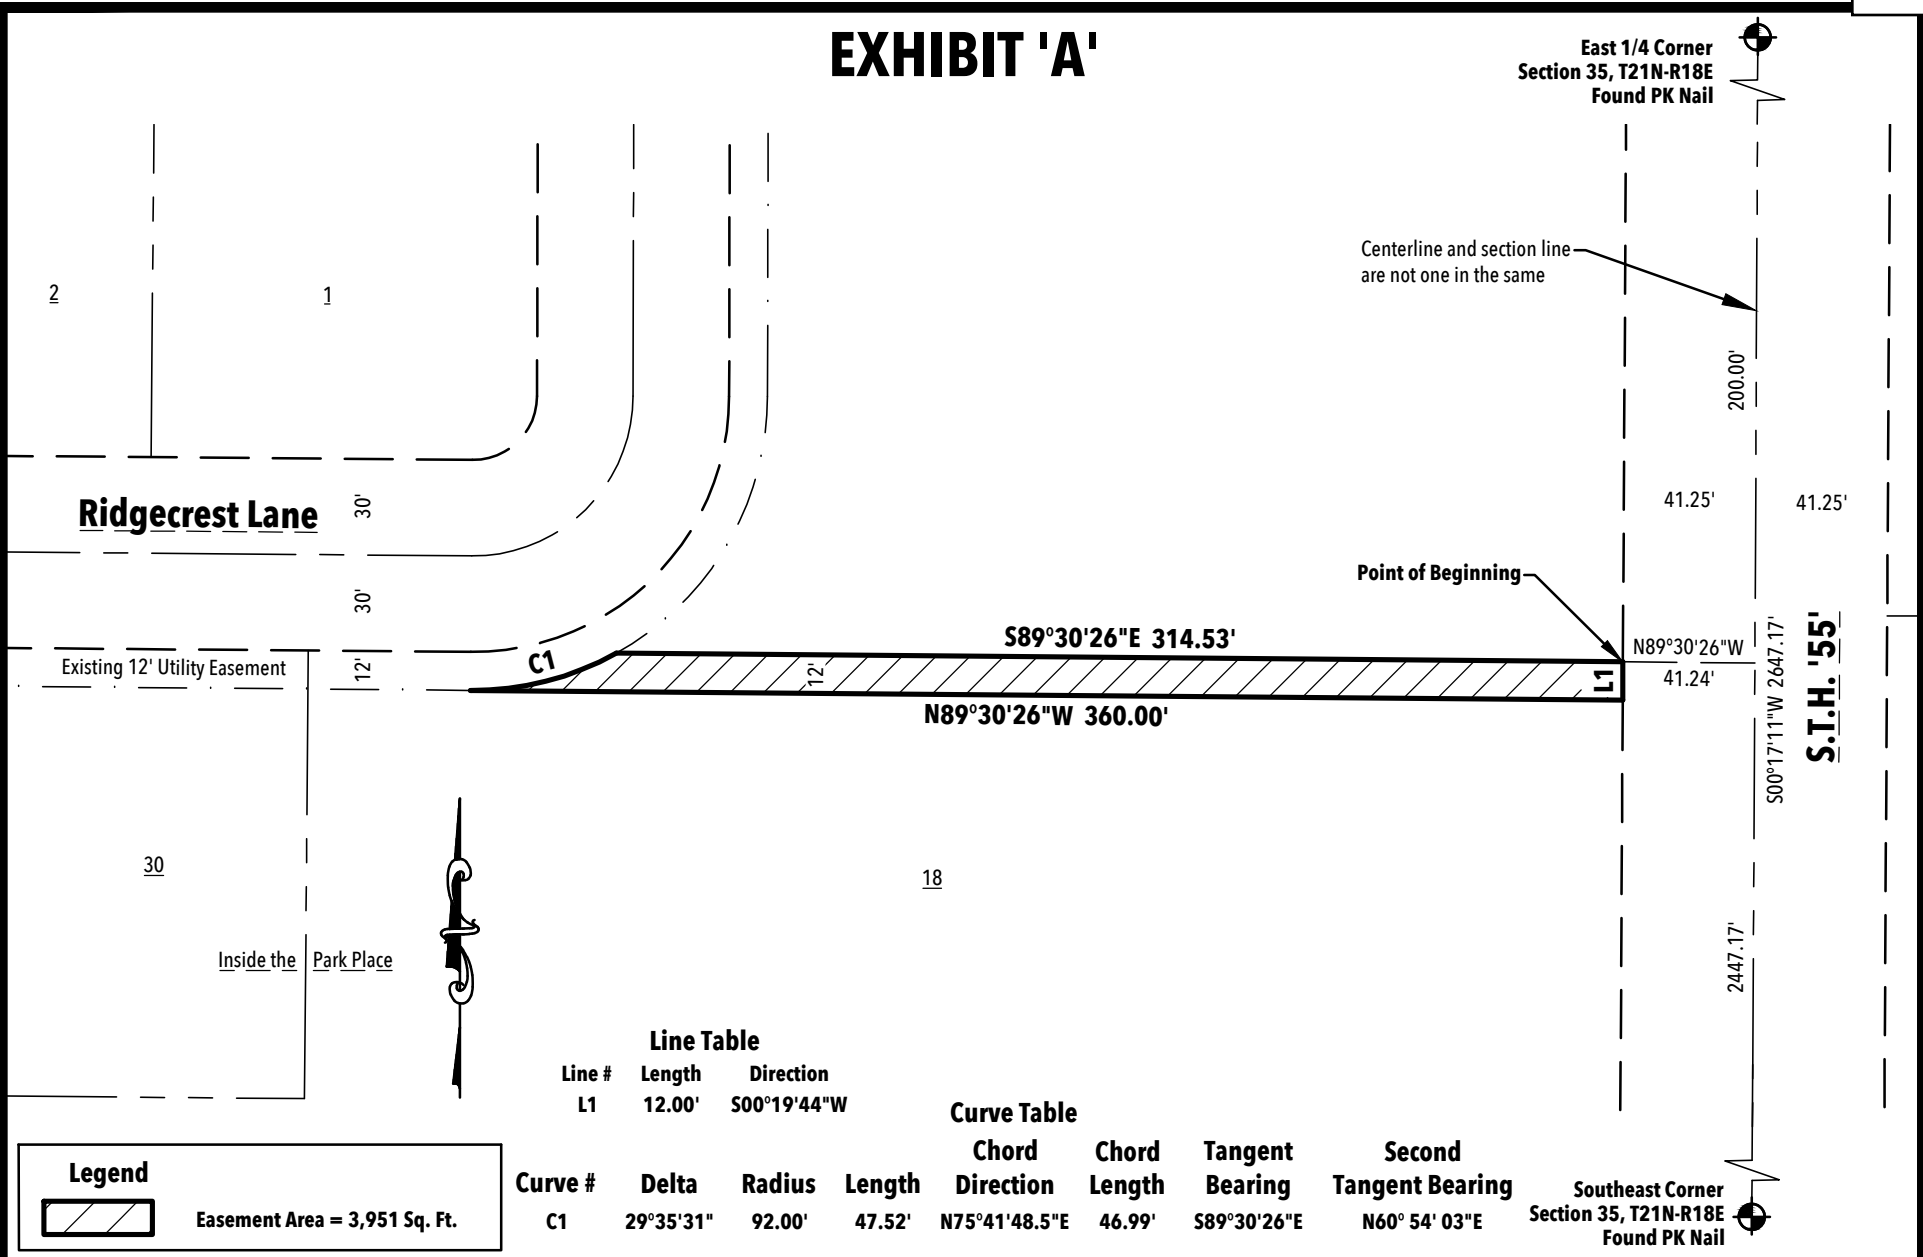 EXHIBIT 'A'
East 1/4 Corner
Section 35, T21N-R18E
Found PK Nail
Centerline and section line
are not one in the same
2
1
200.00'
41.25'
41.25'
Ridgecrest Lane
30'
30'
Point of Beginning
S89°30'26"E 314.53'
N89°30'26"W
41.24'
S00°17'11"W 2647.17'
S.T.H. '55'
Existing 12' Utility Easement
12'
C1
12'
L1
N89°30'26"W 360.00'
30
18
Inside the Park Place
2447.17'
Line Table
Line # Length Direction
L1 12.00' S00°19'44"W
Curve Table
Curve # Delta Radius Length Chord Direction Chord Length Tangent Bearing Second Tangent Bearing
C1 29°35'31" 92.00' 47.52' N75°41'48.5"E 46.99' S89°30'26"E N60° 54' 03"E
Legend
Easement Area = 3,951 Sq. Ft.
Southeast Corner
Section 35, T21N-R18E
Found PK Nail